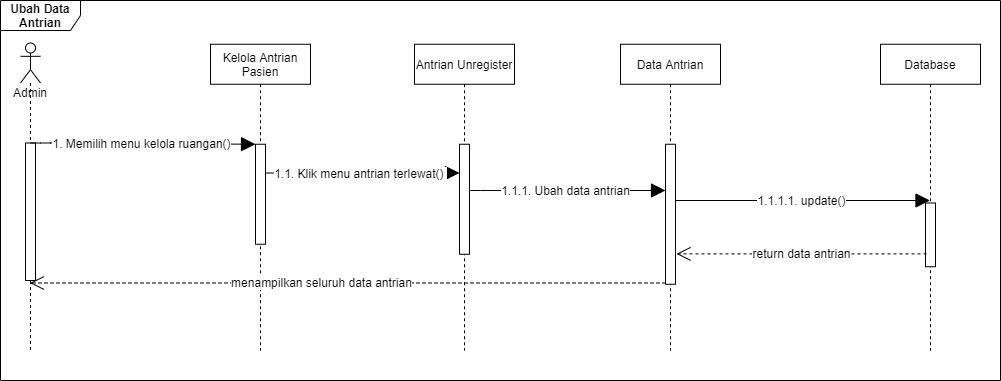 Ubah Data
Antrian
Admin
Kelola Antrian
Pasien
Antrian Unregister
Data Antrian
Database
1. Memilih menu kelola ruangan()
1.1. Klik menu antrian terlewat()
1.1.1. Ubah data antrian
1.1.1.1. update()
return data antrian
menampilkan seluruh data antrian